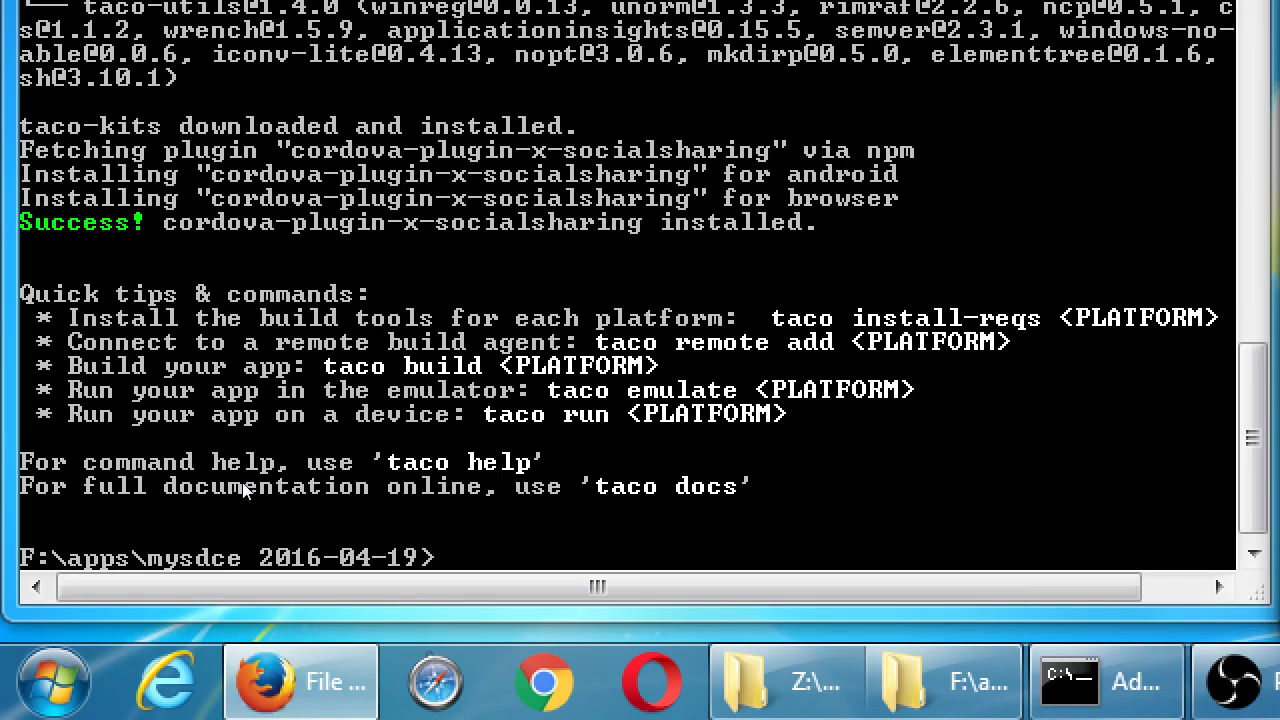 └── taco-utils@1.4.0 (winreg@0.0.13, unorm@1.3.3, rimraf@2.2.6, ncp@0.5.1, c
s@1.1.2, wrench@1.5.9, applicationinsights@0.15.5, semver@2.3.1, windows-no-
able@0.0.6, iconv-lite@0.4.13, nopt@3.0.6, mkdirp@0.5.0, elementtree@0.1.6,
sh@3.10.1)
taco-kits downloaded and installed.
Fetching plugin "cordova-plugin-x-socialsharing" via npm
Installing "cordova-plugin-x-socialsharing" for android
Installing "cordova-plugin-x-socialsharing" for browser
Success! cordova-plugin-x-socialsharing installed.
Quick tips & commands:
* Install the build tools for each platform: taco install-reqs <PLATFORM>
* Connect to a remote build agent: taco remote add <PLATFORM>
* Build your app: taco build <PLATFORM>
* Run your app in the emulator: taco emulate <PLATFORM>
* Run your app on a device: taco run <PLATFORM>
For command help, use 'taco help'
For full documentation online, use 'taco docs'
F:\apps\mysdce 2016-04-19>
File ... Z:\... F:\a... C:\ Ad...